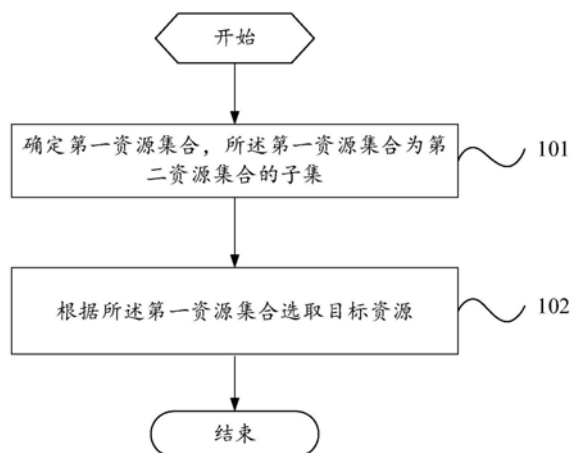 开始
确定第一资源集合，所述第一资源集合为第
二资源集合的子集
101
根据所述第一资源集合选取目标资源
102
结束